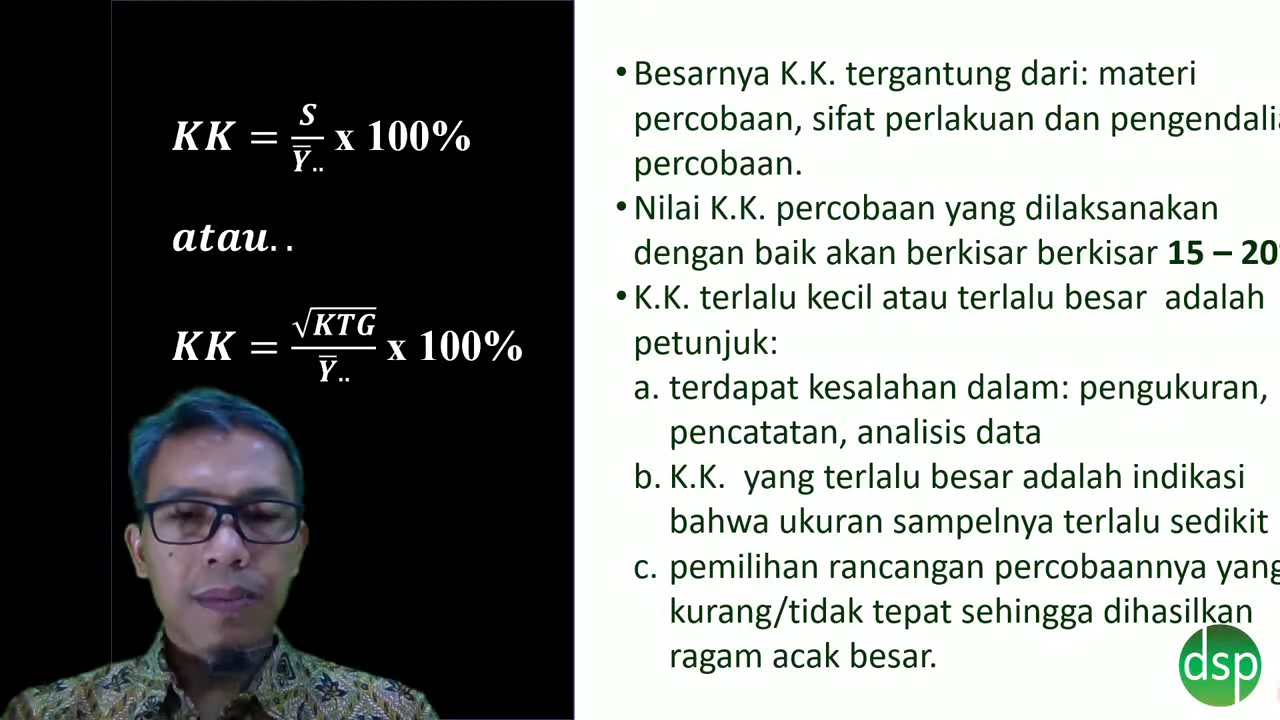 KK = S/Ȳ.. x 100%
atau..
KK = √KTG/Ȳ.. x 100%
• Besarnya K.K. tergantung dari: materi
percobaan, sifat perlakuan dan
percobaan.
• Nilai K.K. percobaan yang dilaksanakan
dengan baik akan berkisar berkisar 15 – 20
• K.K. terlalu kecil atau terlalu besar adalah
petunjuk:
a. terdapat kesalahan dalam: pengukuran,
pencatatan, analisis data
b. K.K. yang terlalu besar adalah indikasi
bahwa ukuran sampelnya terlalu sedikit
c. pemilihan rancangan percobaannya yang
kurang/tidak tepat sehingga dihasilkan
ragam acak besar.
dsp